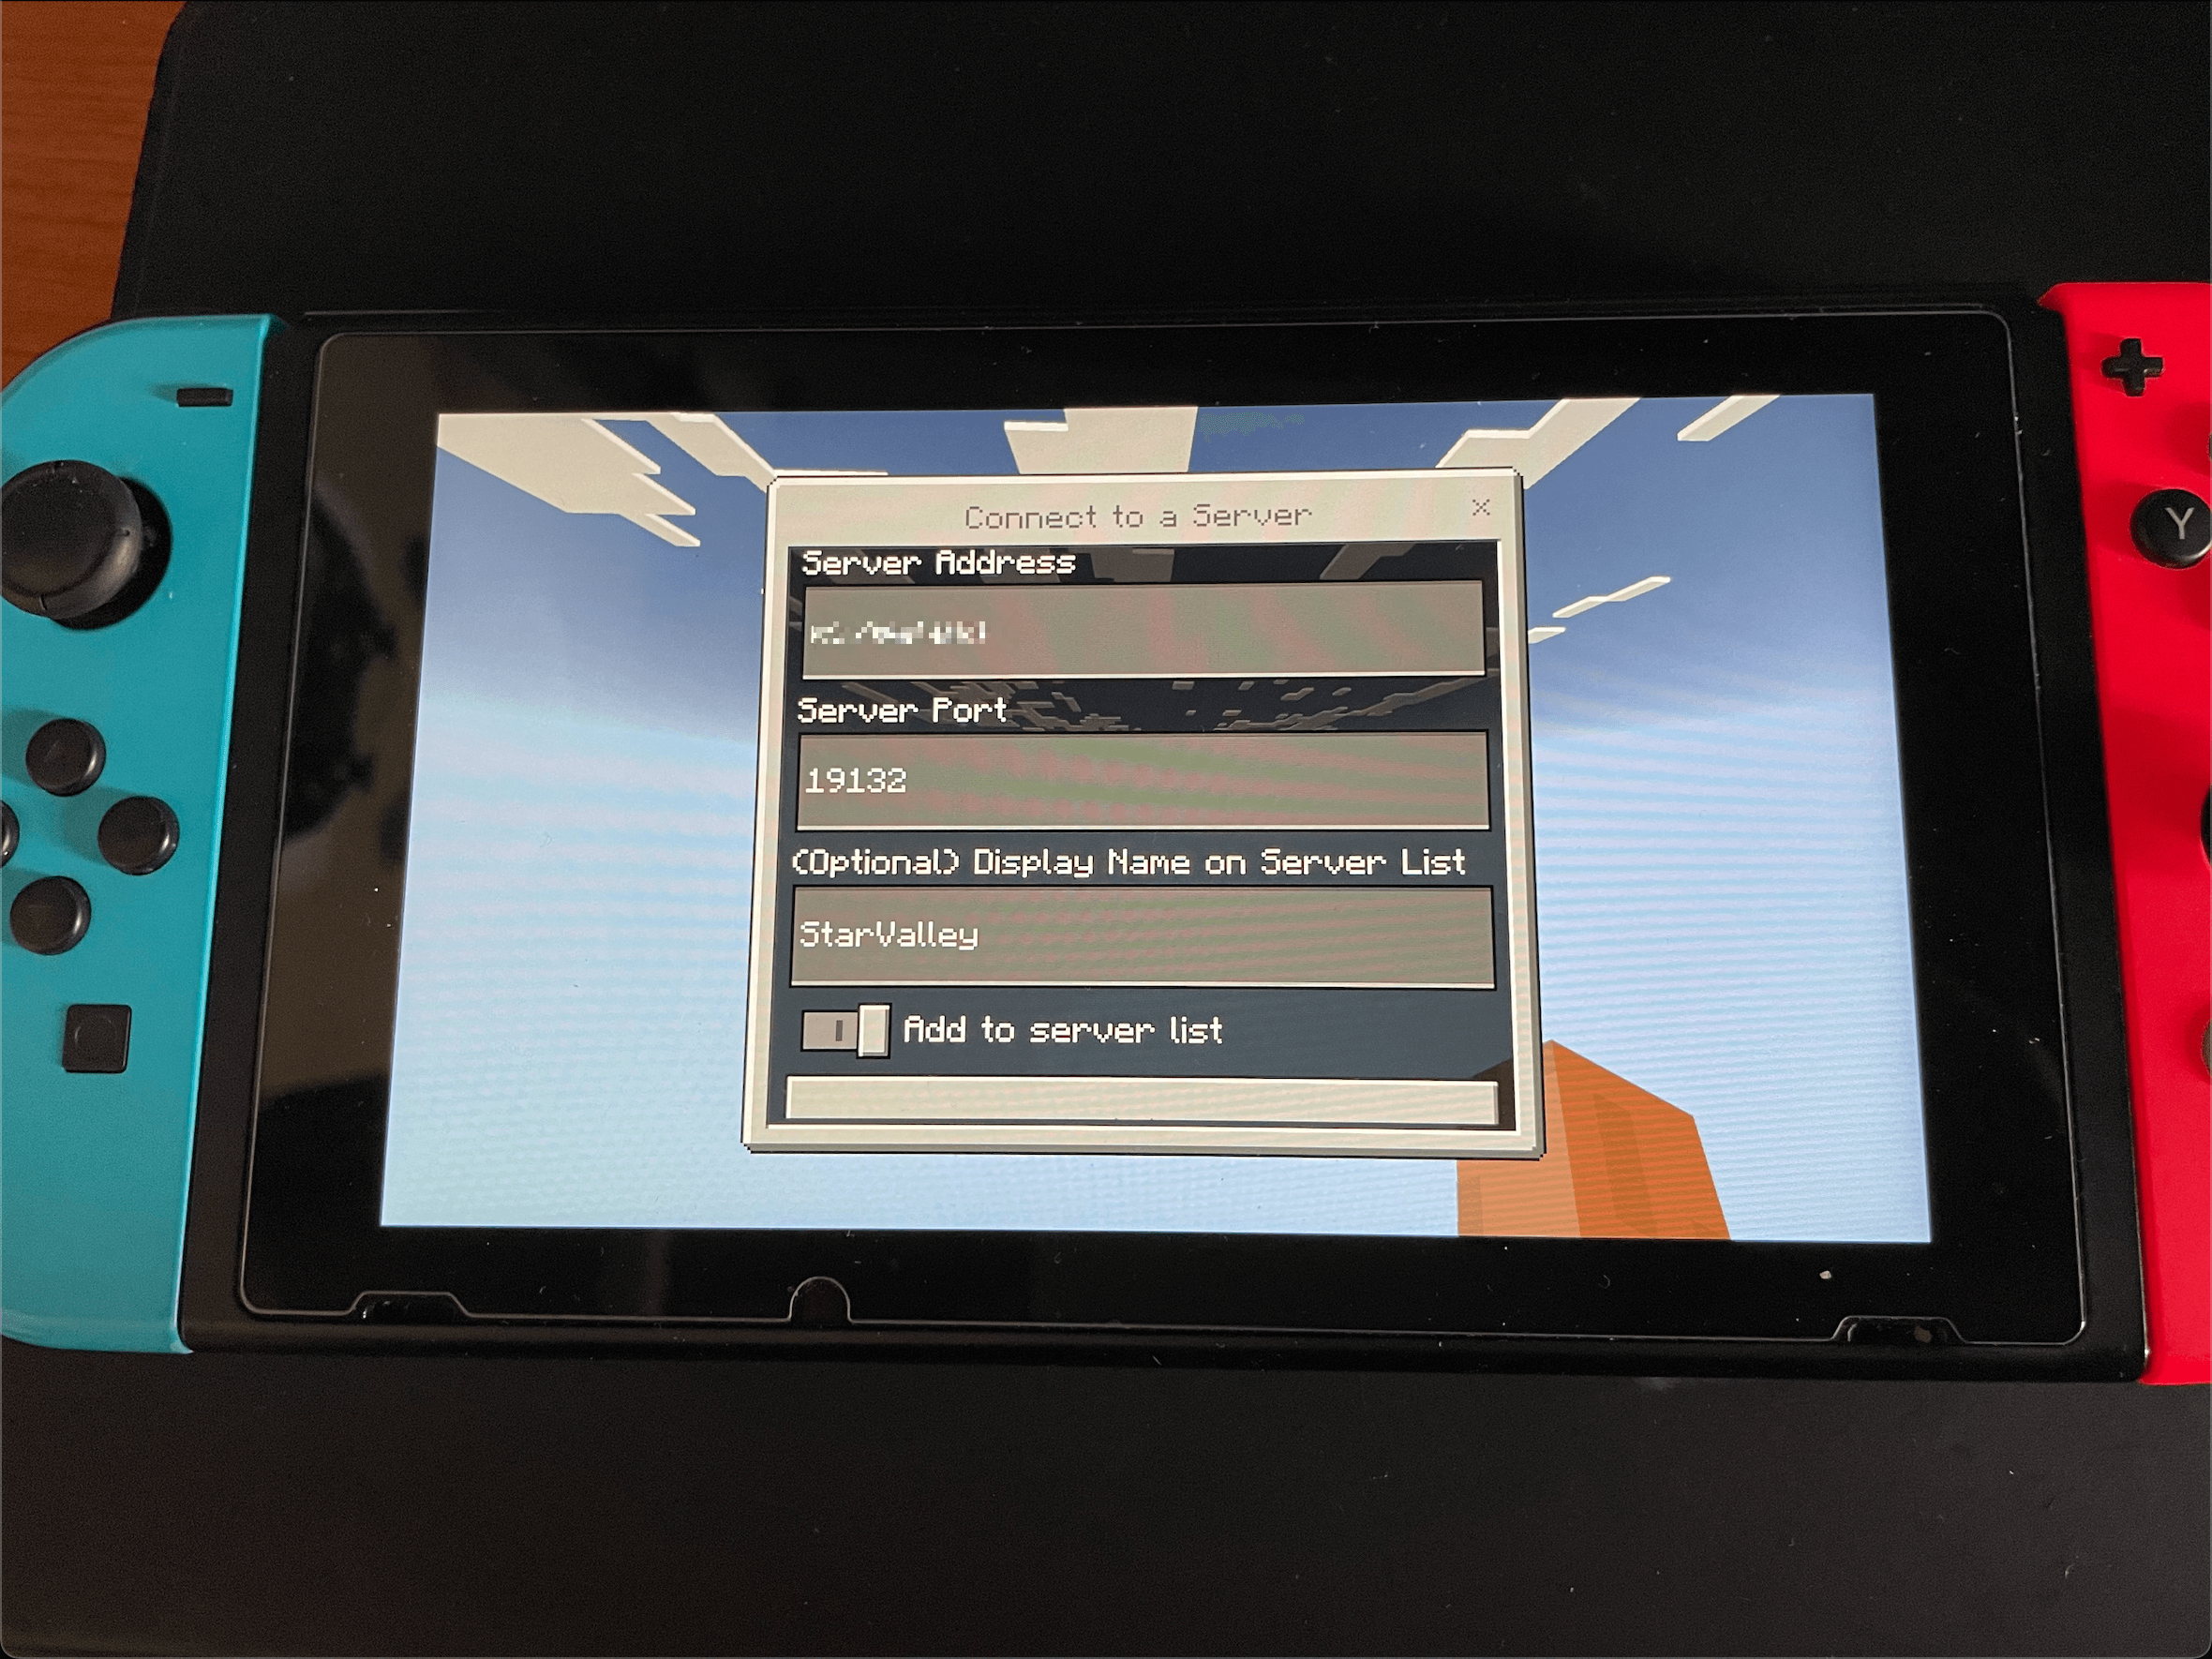 Connect to a Server
Server Address
Server Port
19132
(Optional) Display Name on Server List
StarValley
Add to server list
Y